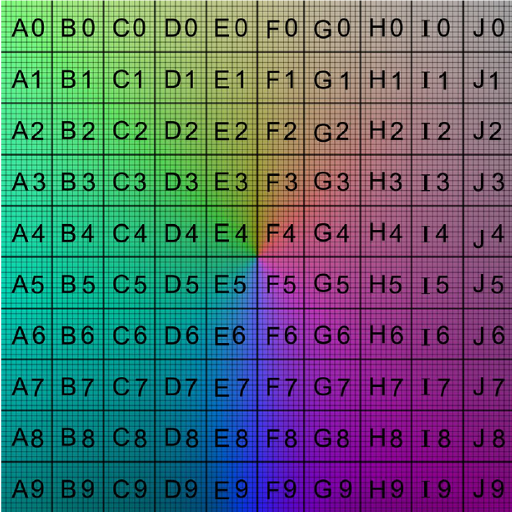 A0 B0 C0 D0 E0 F0 G0 H0 I0 J0
A1 B1 C1 D1 E1 F1 G1 H1 I1 J1
A2 B2 C2 D2 E2 F2 G2 H2 I2 J2
A3 B3 C3 D3 E3 F3 G3 H3 I3 J3
A4 B4 C4 D4 E4 F4 G4 H4 I4 J4
A5 B5 C5 D5 E5 F5 G5 H5 I5 J5
A6 B6 C6 D6 E6 F6 G6 H6 I6 J6
A7 B7 C7 D7 E7 F7 G7 H7 I7 J7
A8 B8 C8 D8 E8 F8 G8 H8 I8 J8
A9 B9 C9 D9 E9 F9 G9 H9 I9 J9